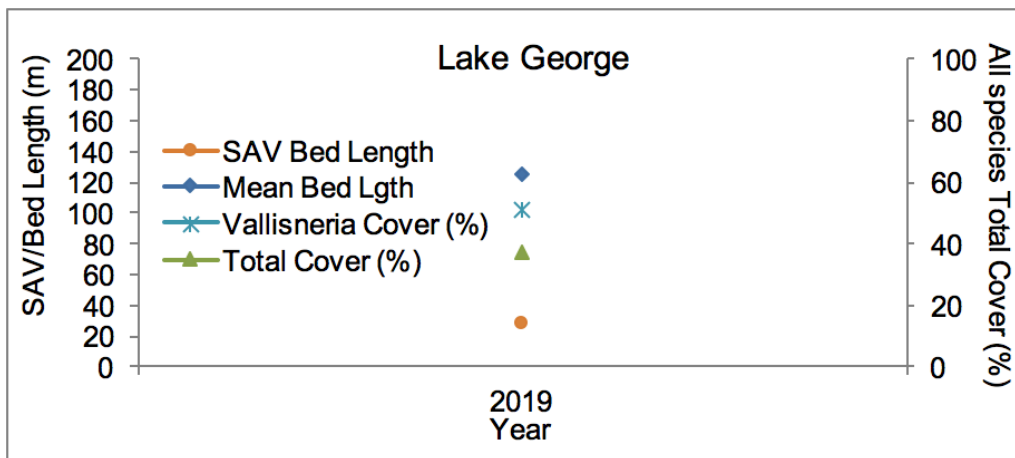 Lake George
SAV/Bed Length (m)
200
180
160
140
120
100
80
60
40
20
0
SAV Bed Length
Mean Bed Lgth
Vallisneria Cover (%)
Total Cover (%)
100
80
60
40
20
0
All species Total Cover (%)
2019
Year